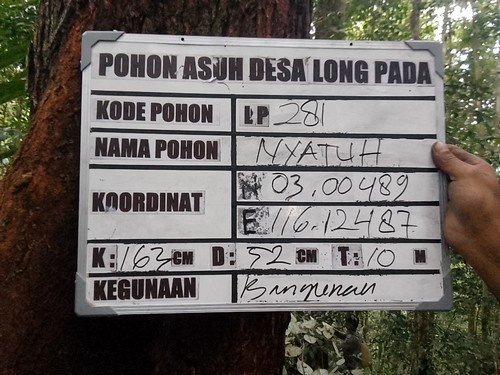 POHON ASUH DESA LONG PADA
KODE POHON LP 281
NAMA POHON NYATUH
KOORDINAT N 03.00489
E 116.12487
K: 163 CM D: 52 CM T: 10 M
KEGUNAAN Bangunan